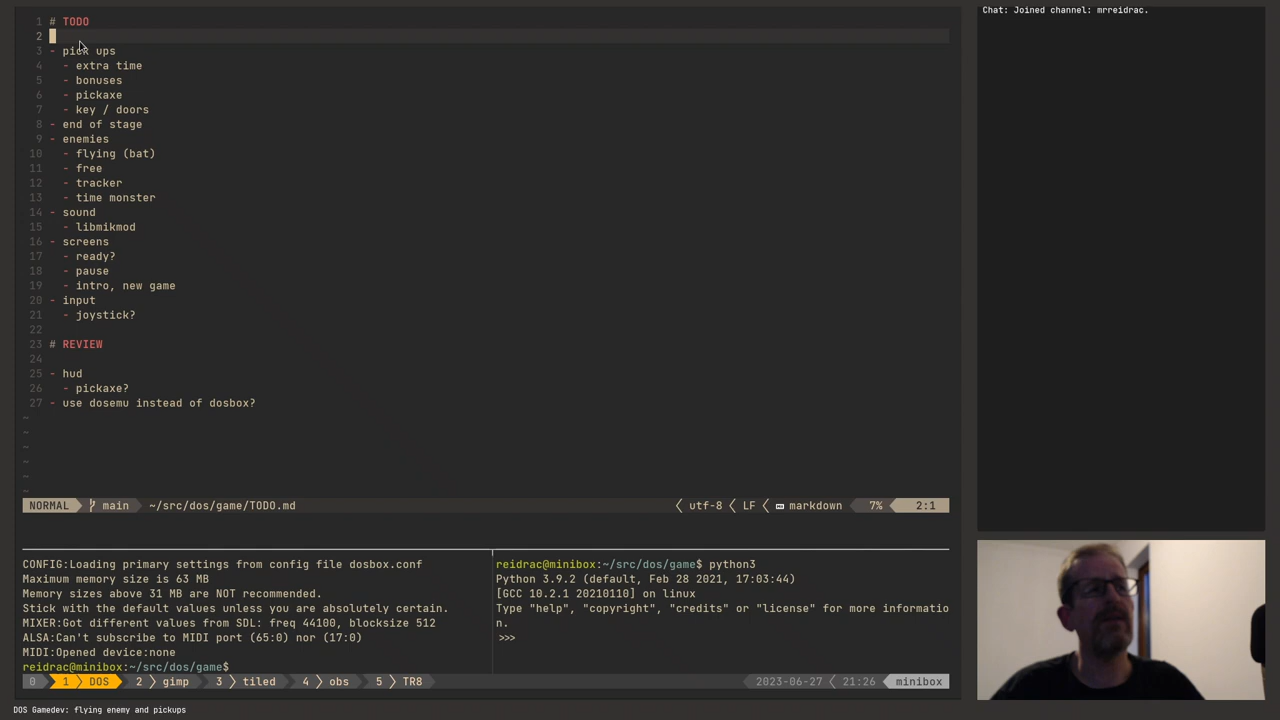 1 # TODO
2
3 - pick ups
4 - extra time
5 - bonuses
6 - pickaxe
7 - key / doors
8 - end of stage
9 - enemies
10 - flying (bat)
11 - free
12 - tracker
13 - time monster
14 - sound
15 - libmikmod
16 - screens
17 - ready?
18 - pause
19 - intro, new game
20 - input
21 - joystick?
22
23 # REVIEW
24
25 - hud
26 - pickaxe?
27 - use dosemu instead of dosbox?
~
~
~
~
~
~
NORMAL main ~/src/dos/game/TODO.md utf-8 LF markdown 7% 2:1
CONFIG:Loading primary settings from config file dosbox.conf
Maximum memory size is 63 MB
Memory sizes above 31 MB are NOT recommended.
Stick with the default values unless you are absolutely certain.
MIXER:Got different values from SDL: freq 44100, blocksize 512
ALSA:Can't subscribe to MIDI port (65:0) nor (17:0)
MIDI:Opened device:none
reidrac@minibox:~/src/dos/game$
reidrac@minibox:~/src/dos/game$ python3
Python 3.9.2 (default, Feb 28 2021, 17:03:44)
[GCC 10.2.1 20210110] on linux
Type "help", "copyright", "credits" or "license" for more informatio
n.
>>>
0 1 DOS 2 gimp 3 tiled 4 obs 5 TR8 2023-06-27 21:26 minibox
Chat: Joined channel: mrreidrac.
DOS Gamedev: flying enemy and pickups